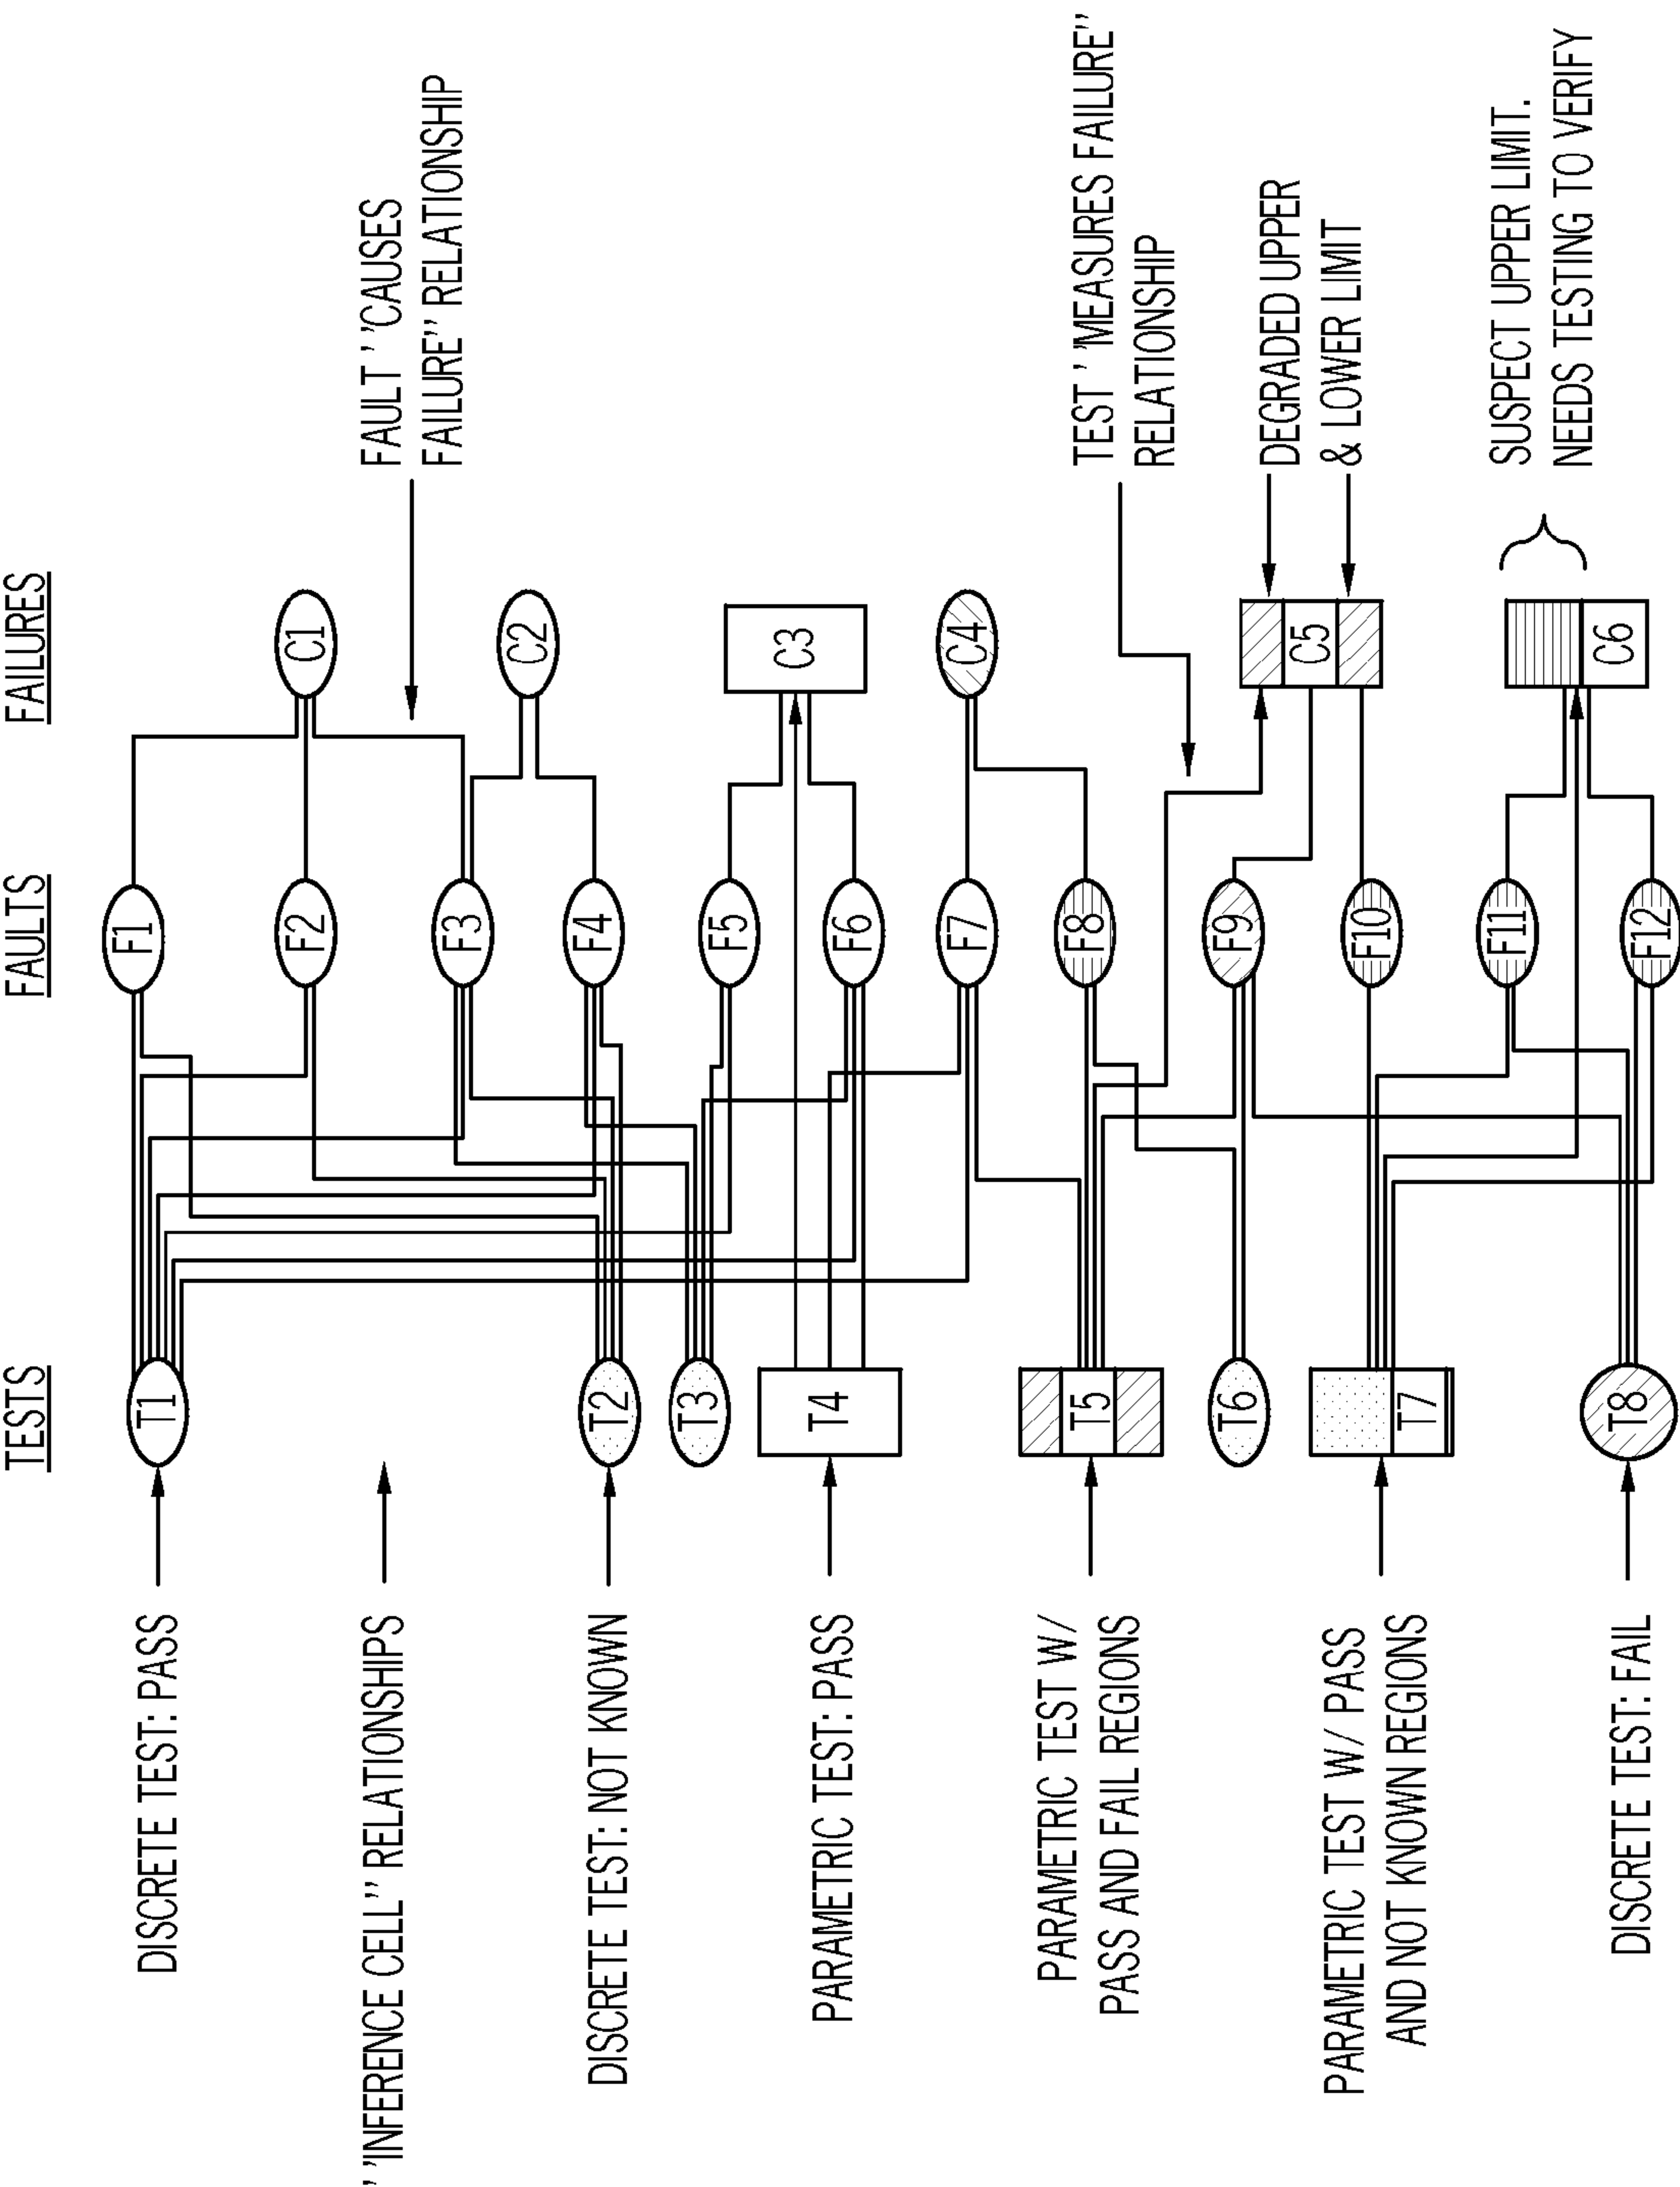 TESTS
FAULTS
FAILURES
DISCRETE TEST: PASS
T1
F1
F2
C1
FAULT ' "CAUSES
FAILURE" RELATIONSHIP
' "INFERENCE CELL" RELATIONSHIPS
F3
C2
DISCRETE TEST: NOT KNOWN
T2
F4
T3
F5
C3
PARAMETRIC TEST: PASS
T4
F6
F7
C4
PARAMETRIC TEST W/
PASS AND FAIL REGIONS
T5
F8
TEST ' "MEASURES FAILURE"
RELATIONSHIP
T6
F9
C5
DEGRADED UPPER
& LOWER LIMIT
PARAMETRIC TEST W/ PASS
AND NOT KNOWN REGIONS
T7
F10
F11
C6
SUSPECT UPPER LIMIT.
NEEDS TESTING TO VERIFY
DISCRETE TEST: FAIL
T8
F12